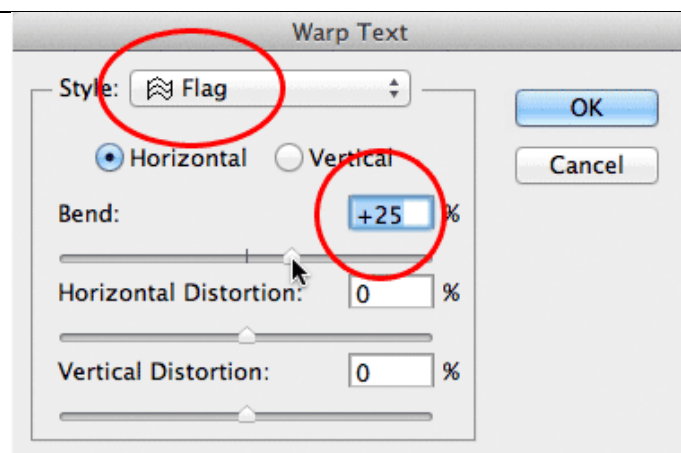 Warp Text
Style: Flag
OK
Horizontal Vertical
Cancel
Bend: +25 %
Horizontal Distortion: 0 %
Vertical Distortion: 0 %